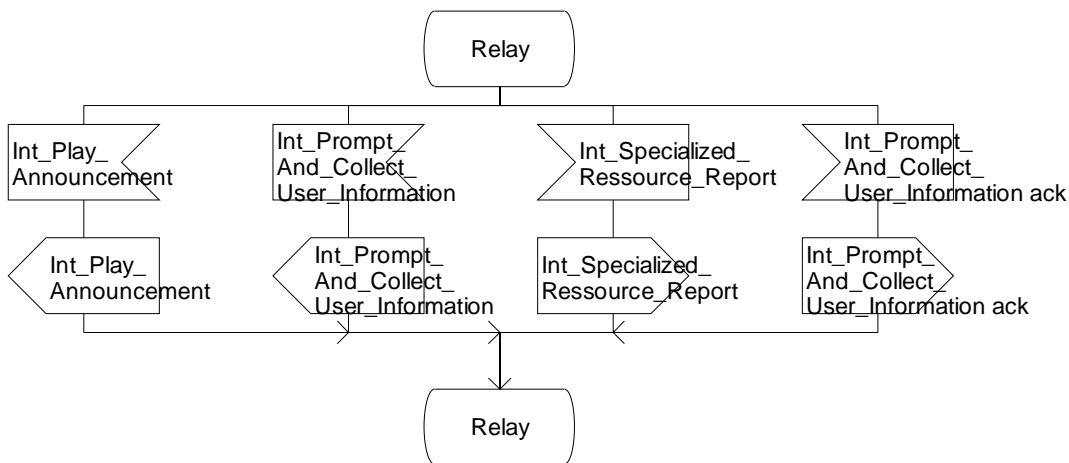 Relay
Int_Play_
Announcement
Int_Prompt_
And_Collect_
User_Information
Int_Specialized_
Ressource_Report
Int_Prompt_
And_Collect_
User_Information ack
Int_Play_
Announcement
Int_Prompt_
And_Collect_
User_Information
Int_Specialized_
Ressource_Report
Int_Prompt_
And_Collect_
User_Information ack
Relay